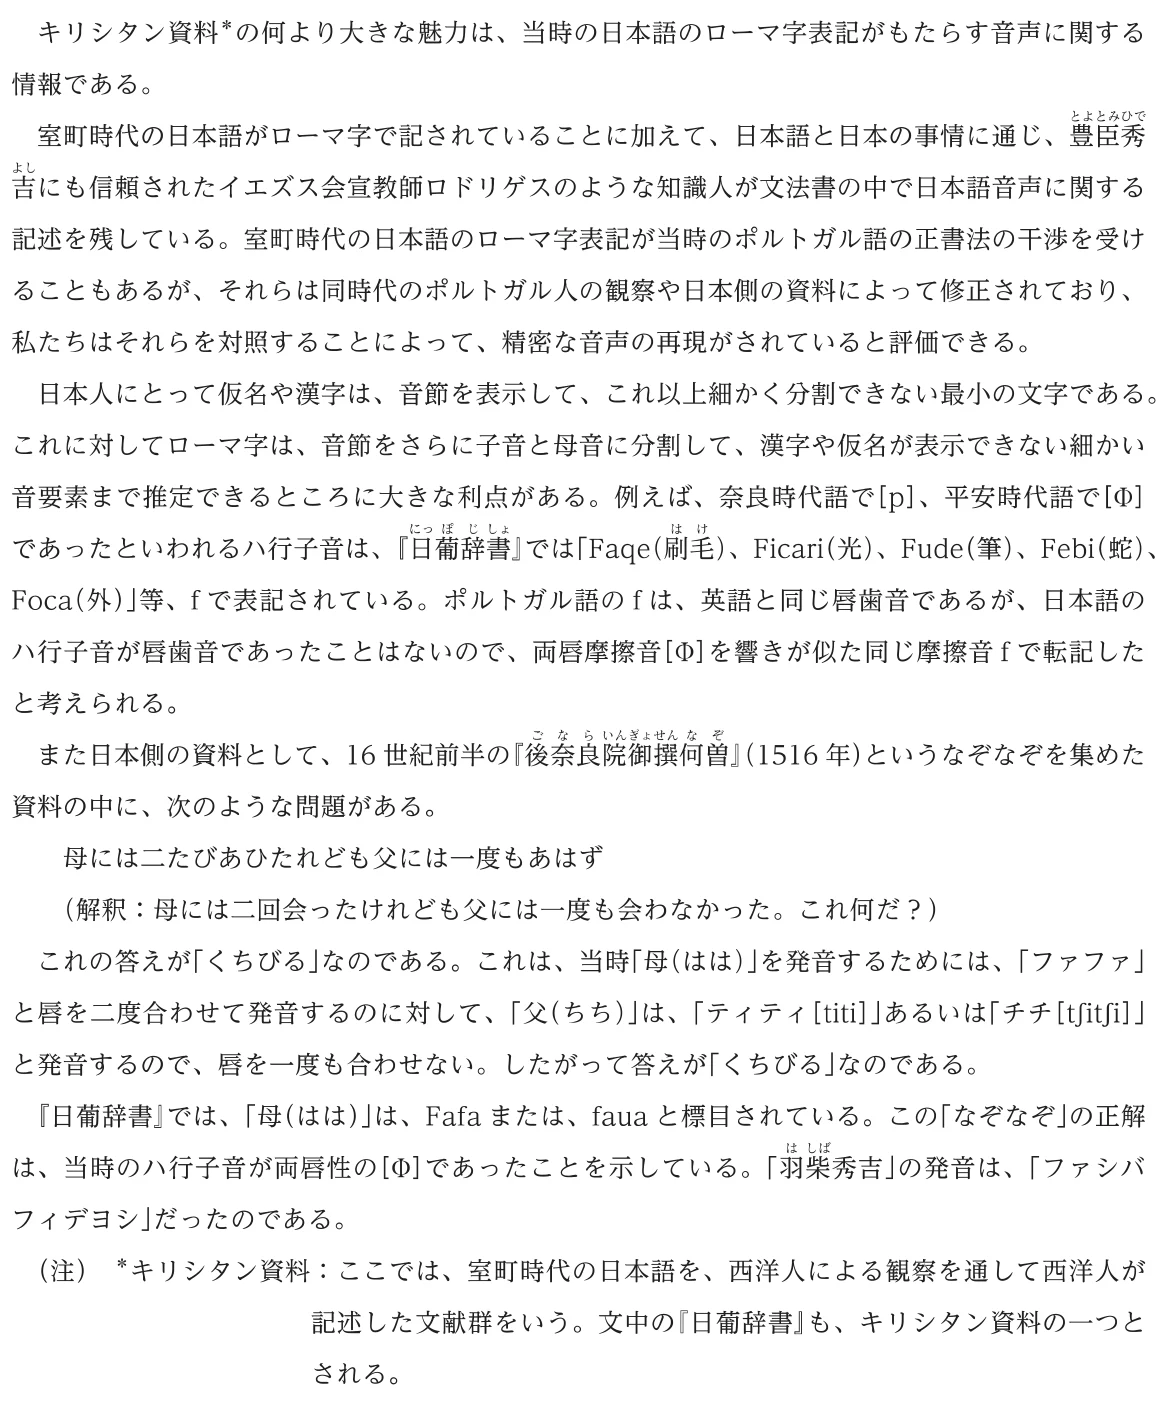 キリシタン資料*の何より大きな魅力は、当時の日本語のローマ字表記がもたらす音声に関する
情報である。
室町時代の日本語がローマ字で記されていることに加えて、日本語と日本の事情に通じ、豊臣秀
吉にも信頼されたイエズス会宣教師ロドリゲスのような知識人が文法書の中で日本語音声に関する
記述を残している。室町時代の日本語のローマ字表記が当時のポルトガル語の正書法の干渉を受け
ることもあるが、それらは同時代のポルトガル人の観察や日本側の資料によって修正されており、
私たちはそれらを対照することによって、精密な音声の再現がされていると評価できる。
日本人にとって仮名や漢字は、音節を表示して、これ以上細かく分割できない最小の文字である。
これに対してローマ字は、音節をさらに子音と母音に分割して、漢字や仮名が表示できない細かい
音要素まで推定できるところに大きな利点がある。例えば、奈良時代語で[p]、平安時代語で[Φ]
であったといわれるハ行子音は、『日葡辞書』では「Faqe(刷毛)、Ficari(光)、Fude(筆)、Febi(蛇)、
Foca(外)」等、fで表記されている。ポルトガル語のfは、英語と同じ唇歯音であるが、日本語の
ハ行子音が唇歯音であったことはないので、両唇摩擦音[Φ]を響きが似た同じ摩擦音fで転記した
と考えられる。
また日本側の資料として、16世紀前半の『後奈良院御撰何曽』(1516年)というなぞなぞを集めた
資料の中に、次のような問題がある。
母には二たびあひたれども父には一度もあはず
(解釈:母には二回会ったけれども父には一度も会わなかった。これ何だ?)
これの答えが「くちびる」なのである。これは、当時「母(はは)」を発音するためには、「ファファ」
と唇を二度合わせて発音するのに対して、「父(ちち)」は、「ティティ[titi]」あるいは「チチ[tʃitʃi]」
と発音するので、唇を一度も合わせない。したがって答えが「くちびる」なのである。
『日葡辞書』では、「母(はは)」は、Fafaまたは、fauaと標目されている。この「なぞなぞ」の正解
は、当時のハ行子音が両唇性の[Φ]であったことを示している。「羽柴秀吉」の発音は、「ファシバ
フィデヨシ」だったのである。
(注) *キリシタン資料:ここでは、室町時代の日本語を、西洋人による観察を通して西洋人が
記述した文献群をいう。文中の『日葡辞書』も、キリシタン資料の一つと
される。